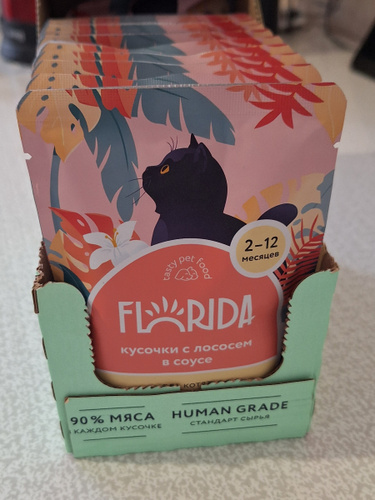 2–12
месяцев
tasty pet food
FLORIDA
кусочки с лососем
в соусе
90% МЯСА
КАЖДОМ КУСОЧКЕ
HUMAN GRADE
СТАНДАРТ СЫРЬЯ